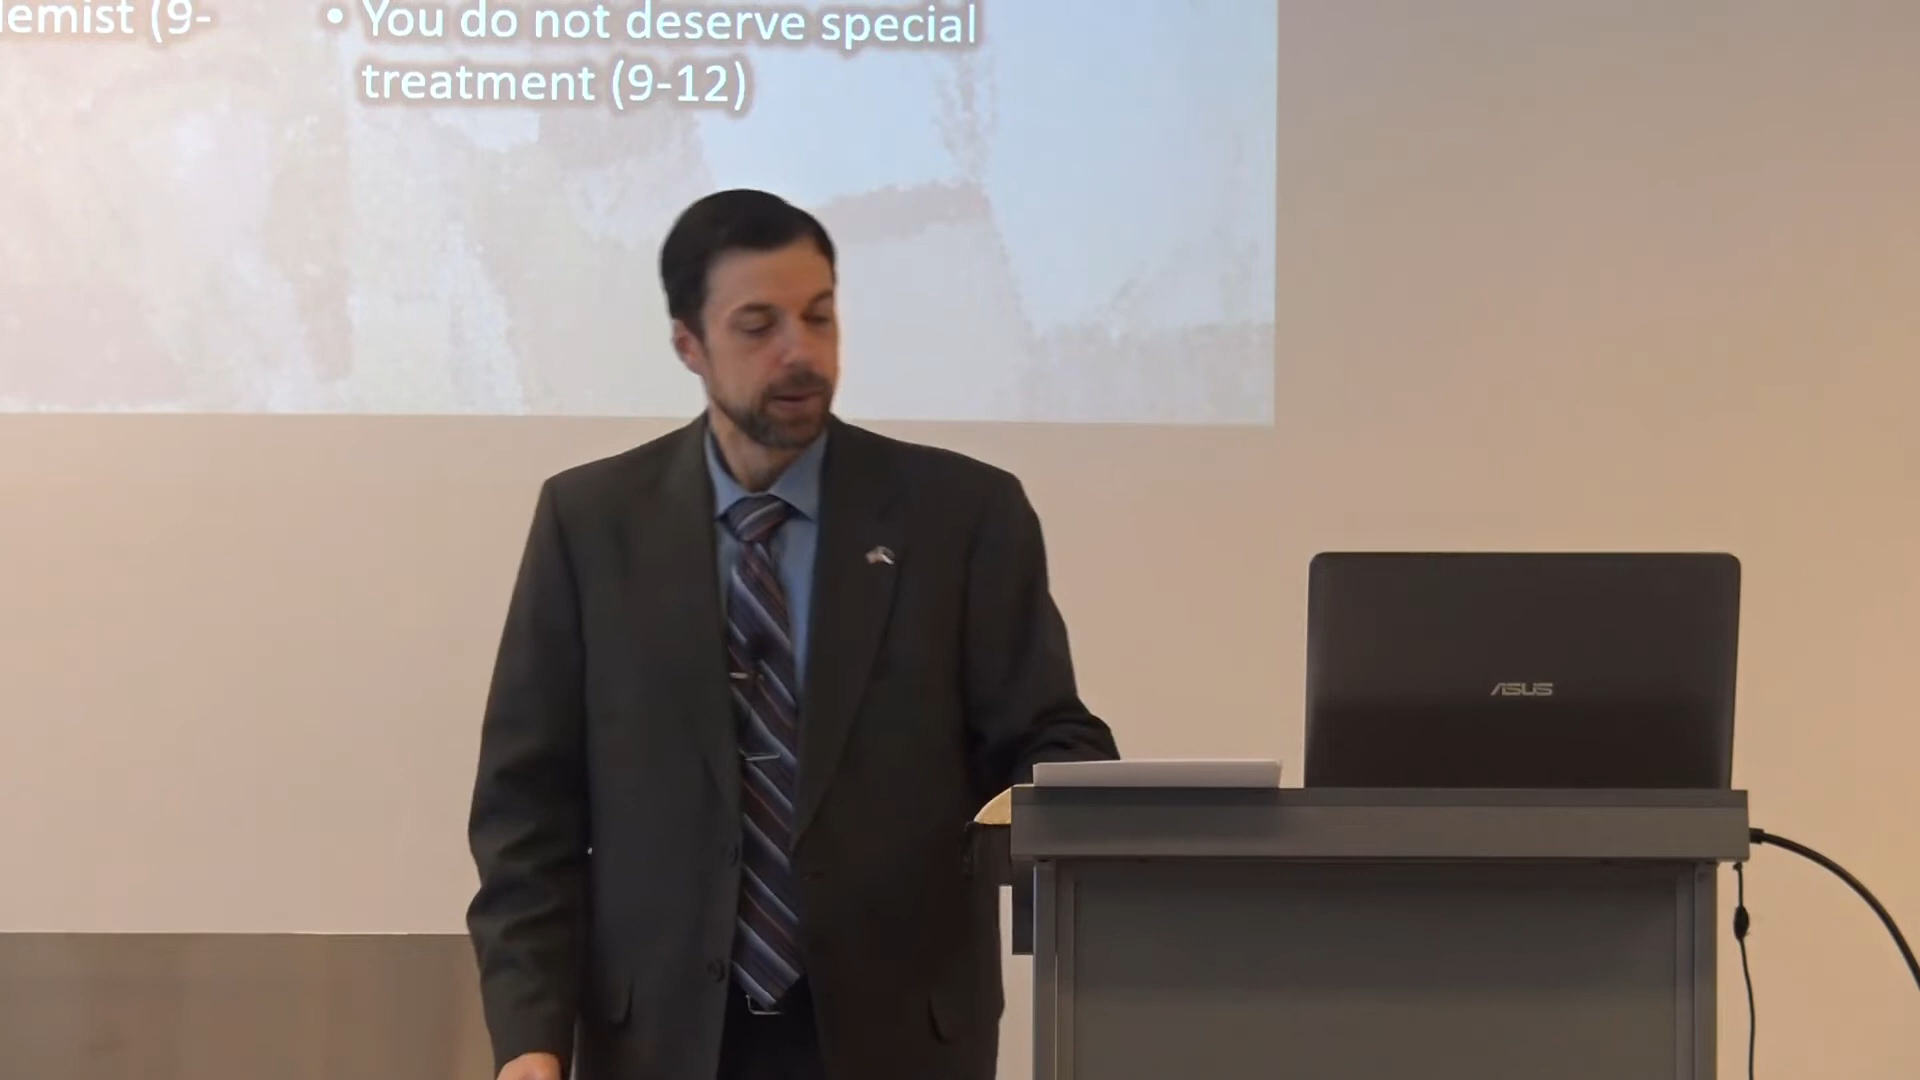 lemist (9-
• You do not deserve special
treatment (9-12)
ASUS